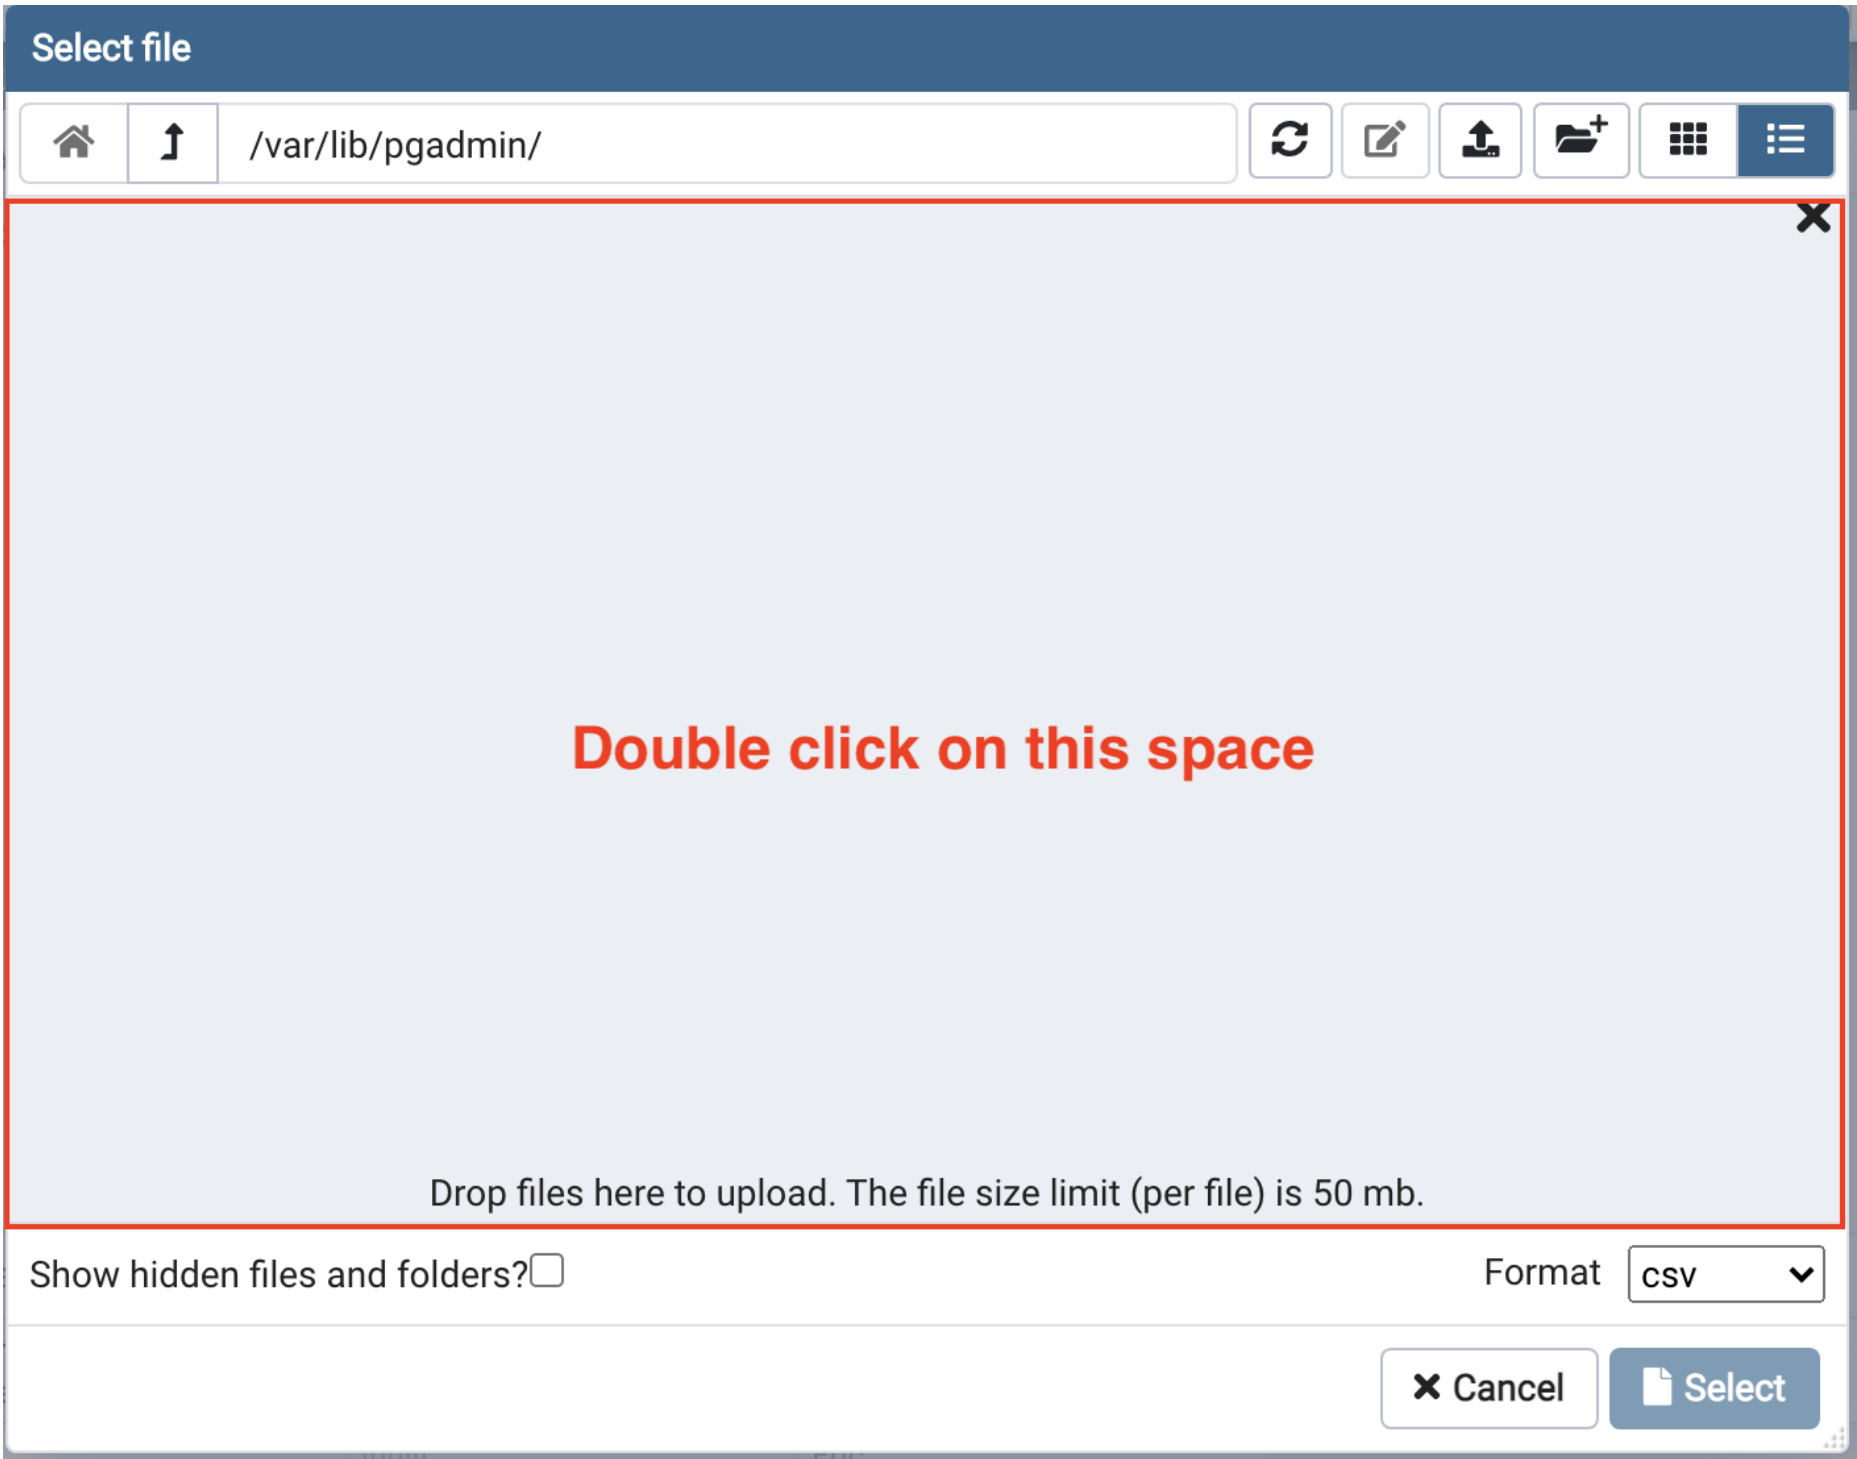 Select file
/var/lib/pgadmin/
Double click on this space
Drop files here to upload. The file size limit (per file) is 50 mb.
Show hidden files and folders?
Format csv
Cancel Select